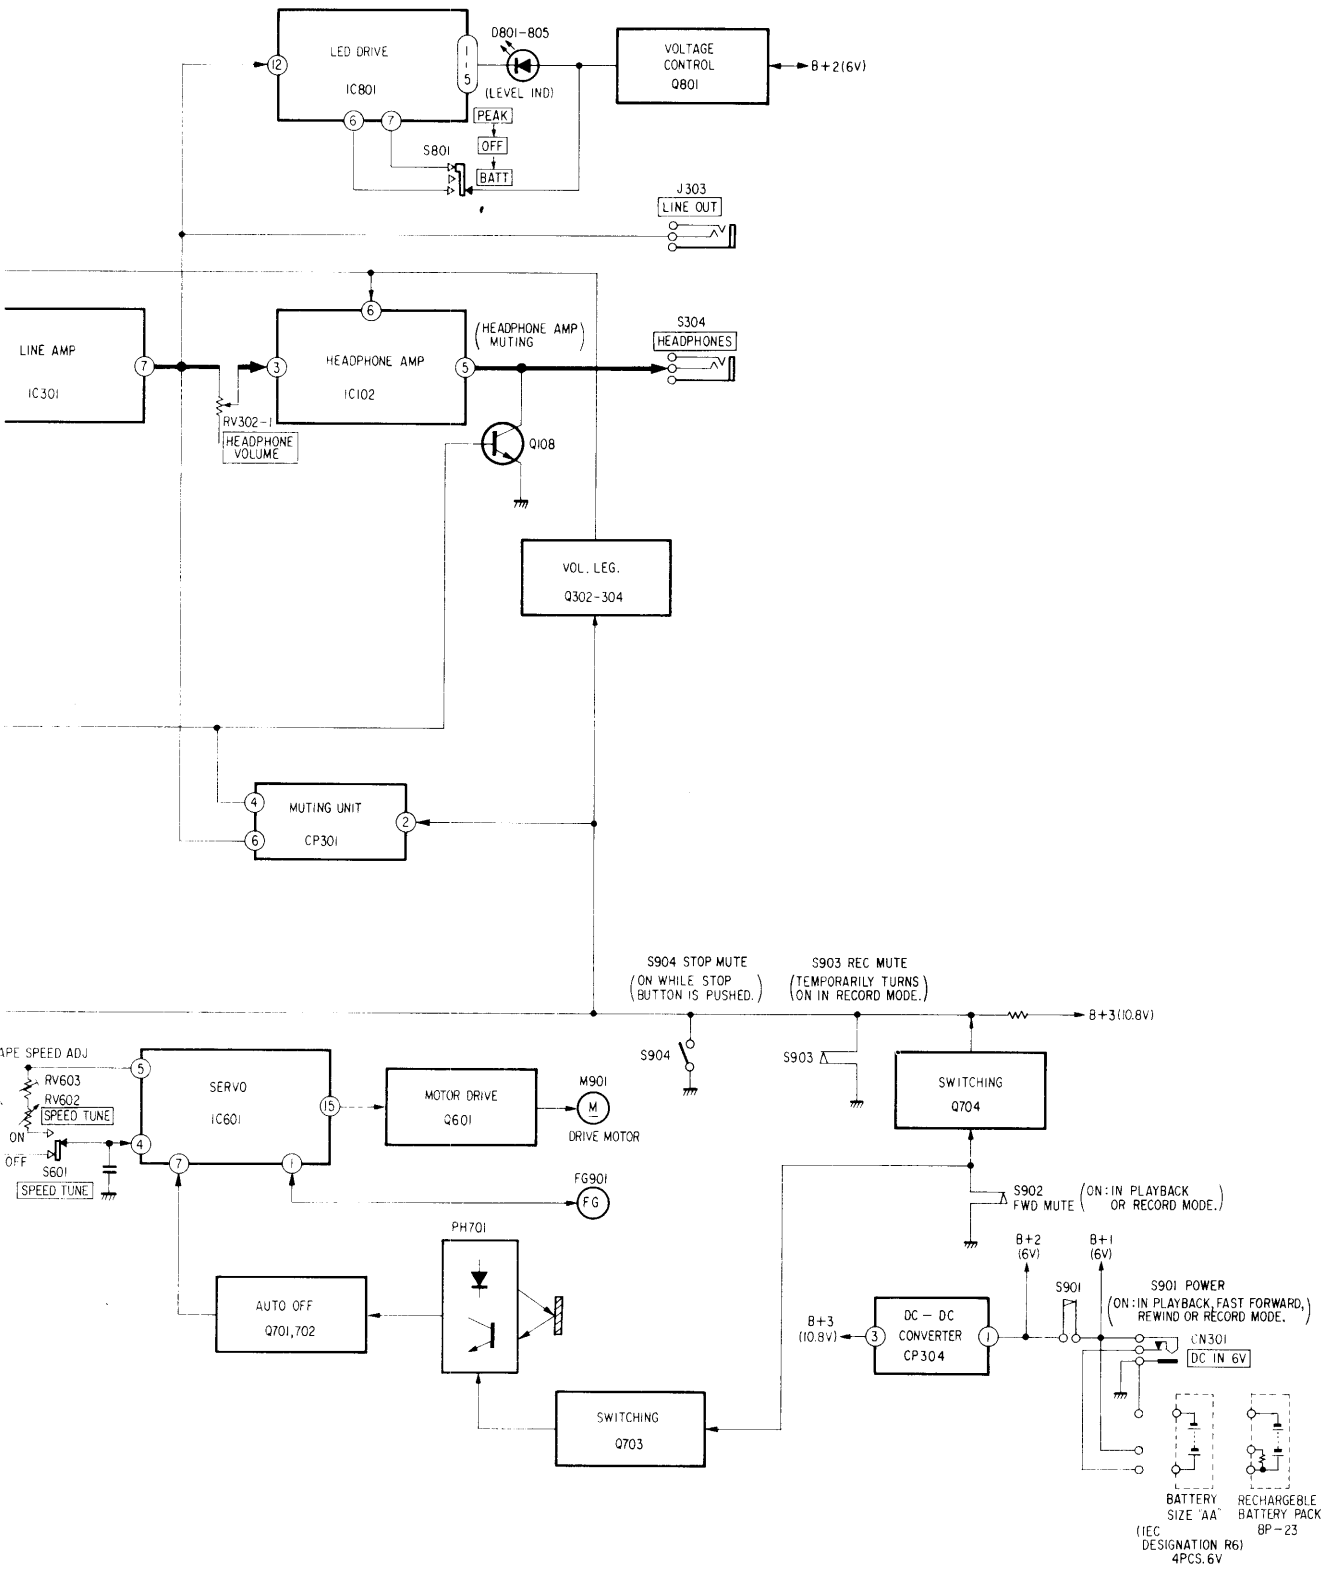 LED DRIVE
IC801
12
1
5
6
7
D801-805
(LEVEL IND)
VOLTAGE
CONTROL
Q801
B+2(6V)
PEAK
OFF
BATT
S801
J303
LINE OUT
LINE AMP
IC301
7
RV302-1
HEADPHONE
VOLUME
3
6
HEADPHONE AMP
IC102
5
(HEADPHONE AMP)
MUTING
S304
HEADPHONES
Q108
VOL. LEG.
Q302-304
4
6
MUTING UNIT
CP301
2
S904 STOP MUTE
(ON WHILE STOP
BUTTON IS PUSHED.)
S903 REC MUTE
(TEMPORARILY TURNS
ON IN RECORD MODE.)
B+3(10.8V)
S904
S903
APE SPEED ADJ
RV603
RV602
SPEED TUNE
ON
OFF
S601
SPEED TUNE
5
4
SERVO
IC601
15
7
1
MOTOR DRIVE
Q601
M901
M
DRIVE MOTOR
FG901
FG
SWITCHING
Q704
S902
FWD MUTE
(ON: IN PLAYBACK
OR RECORD MODE.)
PH701
AUTO OFF
Q701,702
SWITCHING
Q703
B+2
(6V)
B+1
(6V)
S901
S901 POWER
(ON: IN PLAYBACK, FAST FORWARD,
REWIND OR RECORD MODE.)
B+3
(10.8V)
3
DC-DC
CONVERTER
CP304
1
CN301
DC IN 6V
BATTERY
SIZE "AA"
(IEC
DESIGNATION R6)
4PCS. 6V
RECHARGEBLE
BATTERY PACK
BP-23